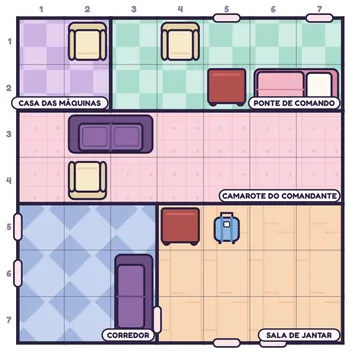 1 2 3 4 5 6 7
1
2
CASA DAS MÁQUINAS PONTE DE COMANDO
3
4
CAMAROTE DO COMANDANTE
5
6
7
CORREDOR SALA DE JANTAR